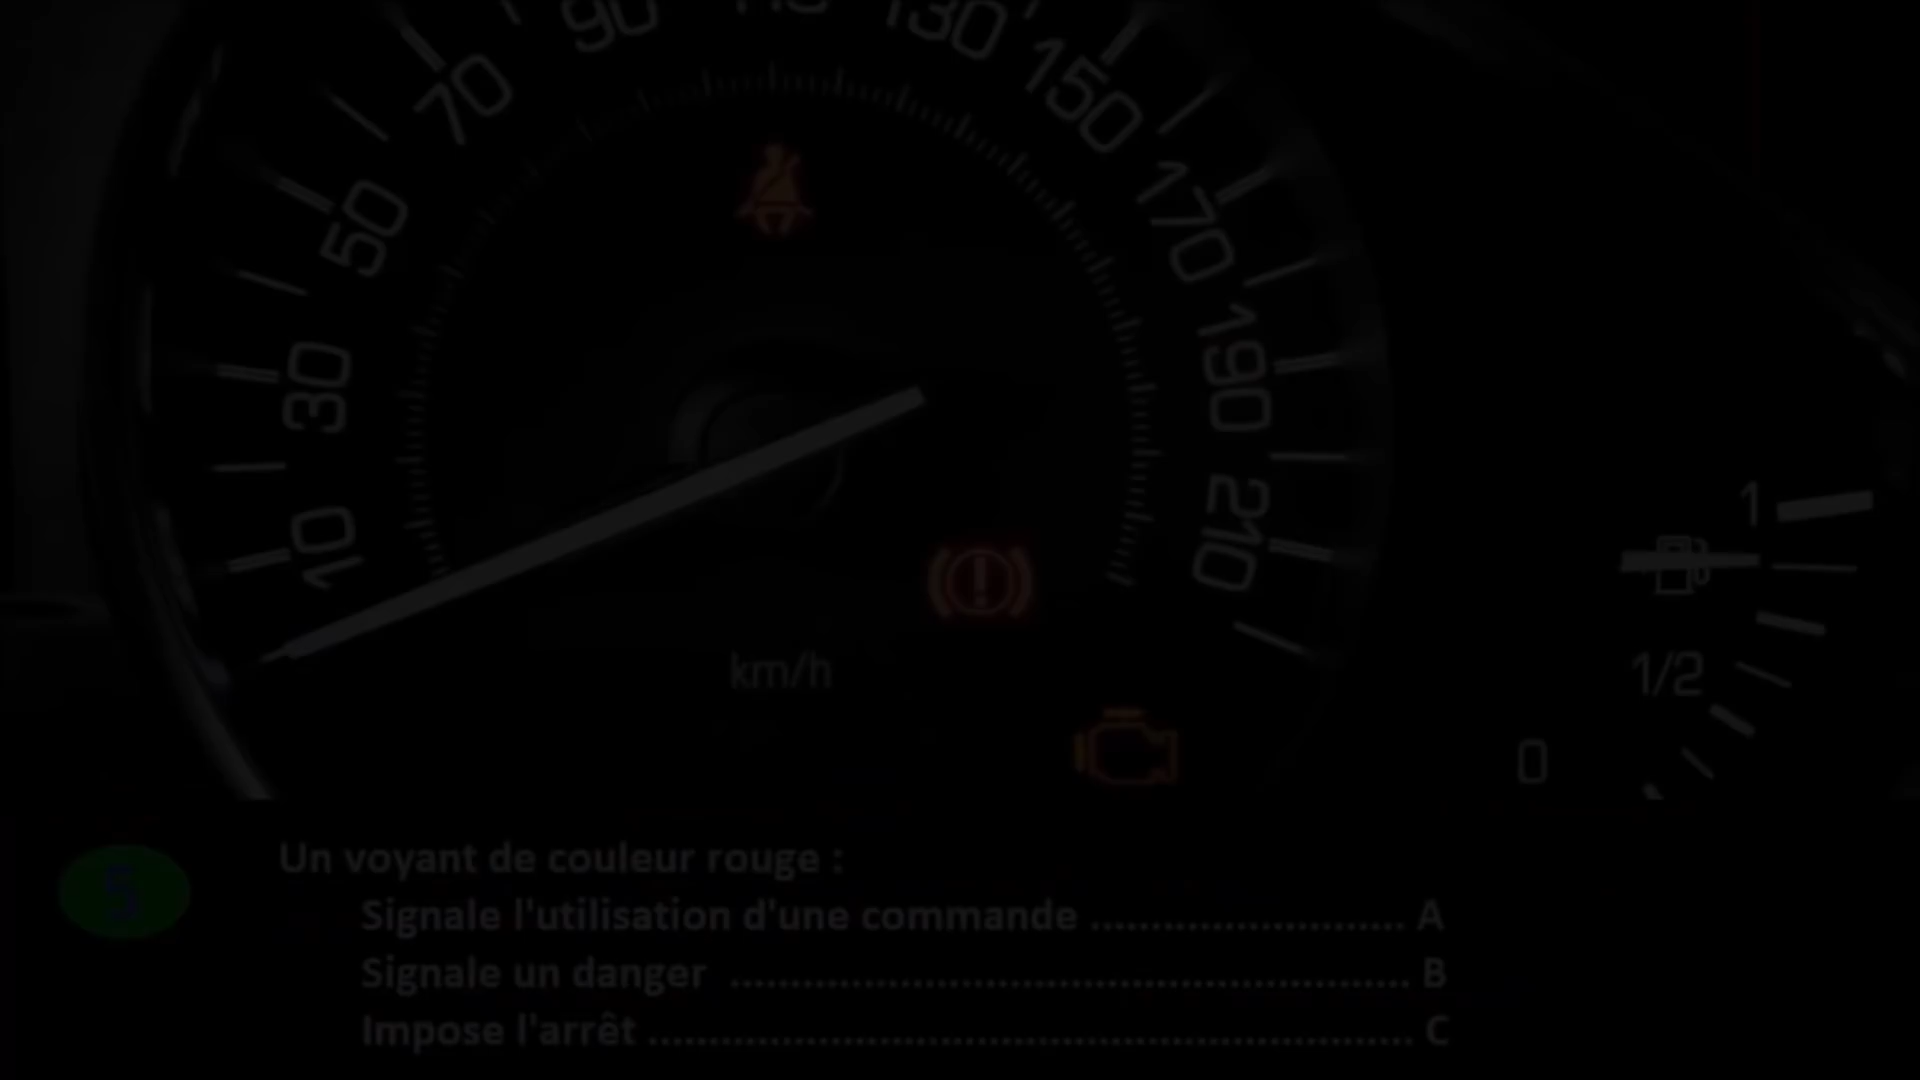 90
130
70
150
50
170
30
190
10
210
km/h
1
1/2
0
5
Un voyant de couleur rouge :
Signale l'utilisation d'une commande ........................ A
Signale un danger .................................................... B
Impose l'arrêt .......................................................... C